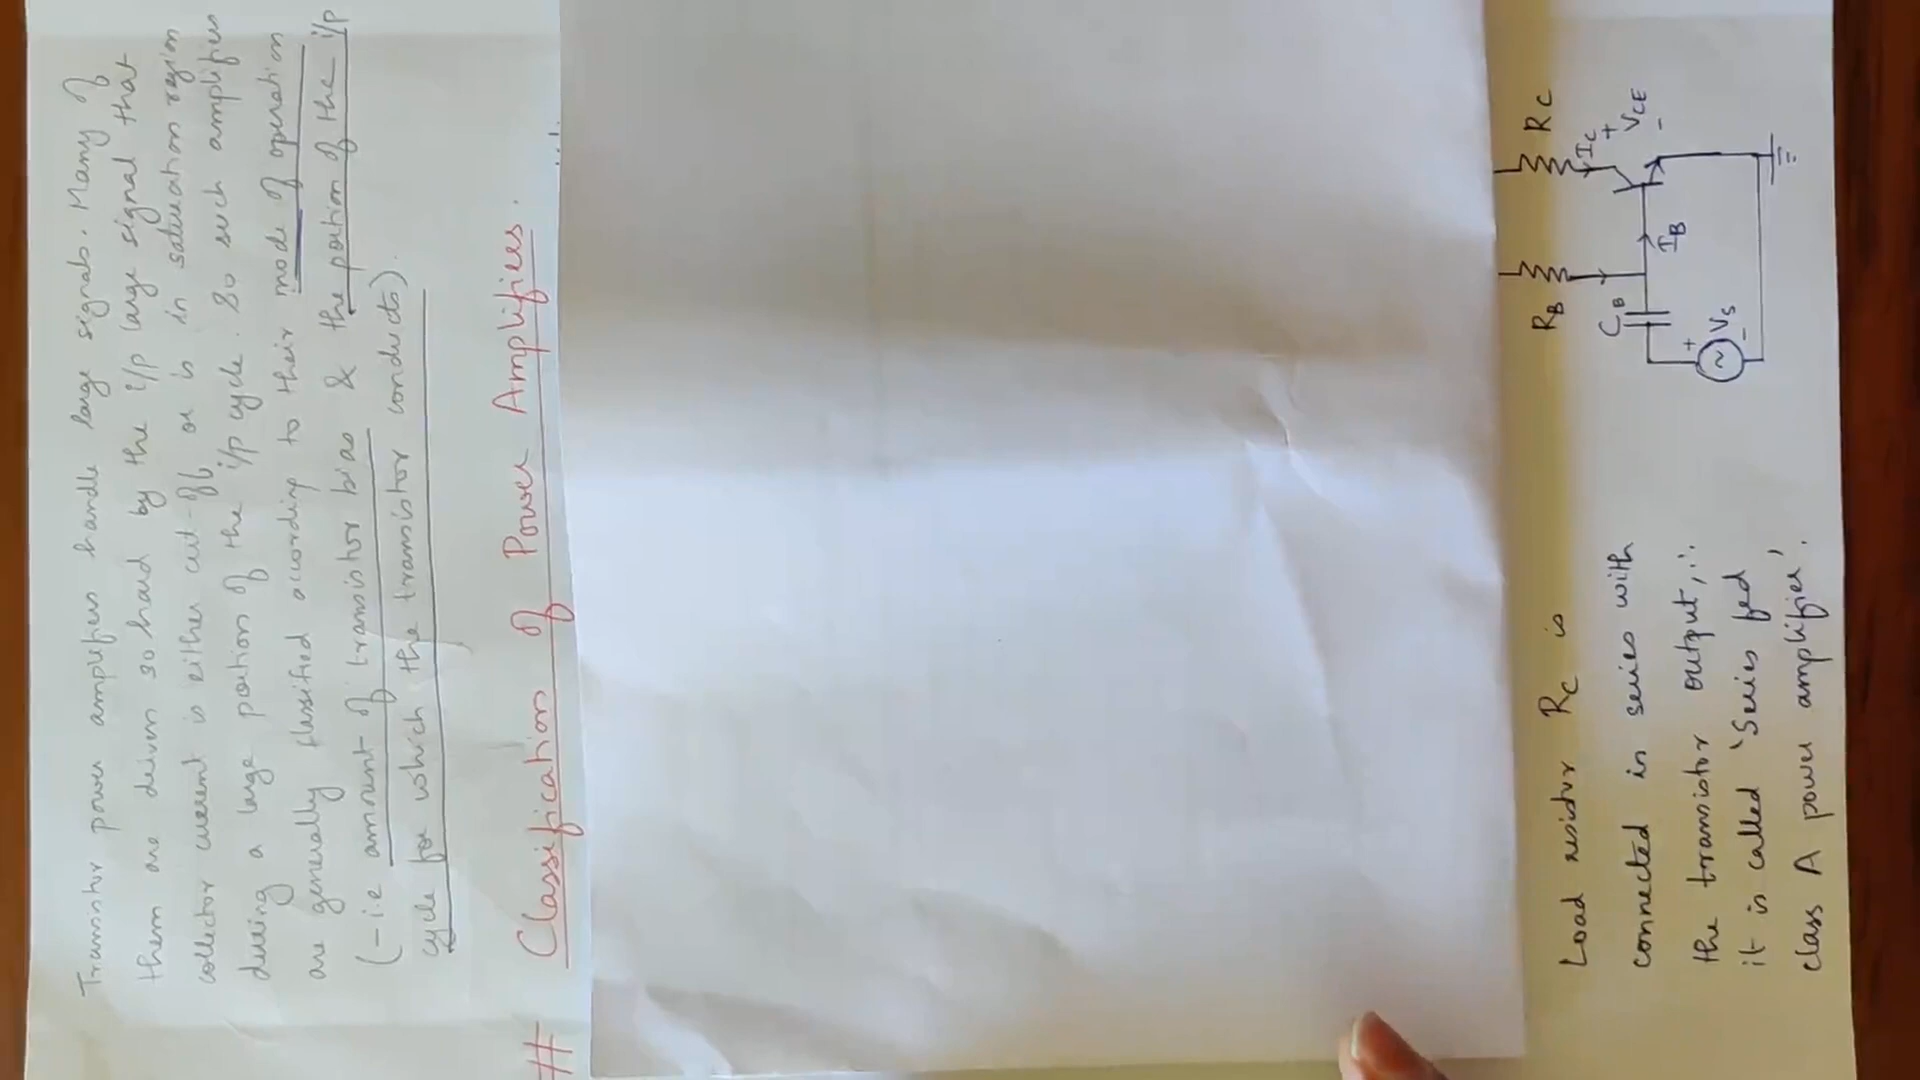 Transistor power amplifiers handle large signals. Many of
them are driven so hard by the i/p large signal that
collector current is either cut-off or is in saturation region
during a large portion of the i/p cycle. So such amplifiers
are generally classified according to their mode of operation
(-i.e amount of transistor bias & the portion of the i/p
cycle for which the transistor conducts).
# Classification of Power Amplifiers.
Load resistor RC is
connected in series with
the transistor output, ∴
it is called 'Series fed
class A power amplifier'.
RB
RC
CB
IC
+
VCE
-
IB
+
VS
-